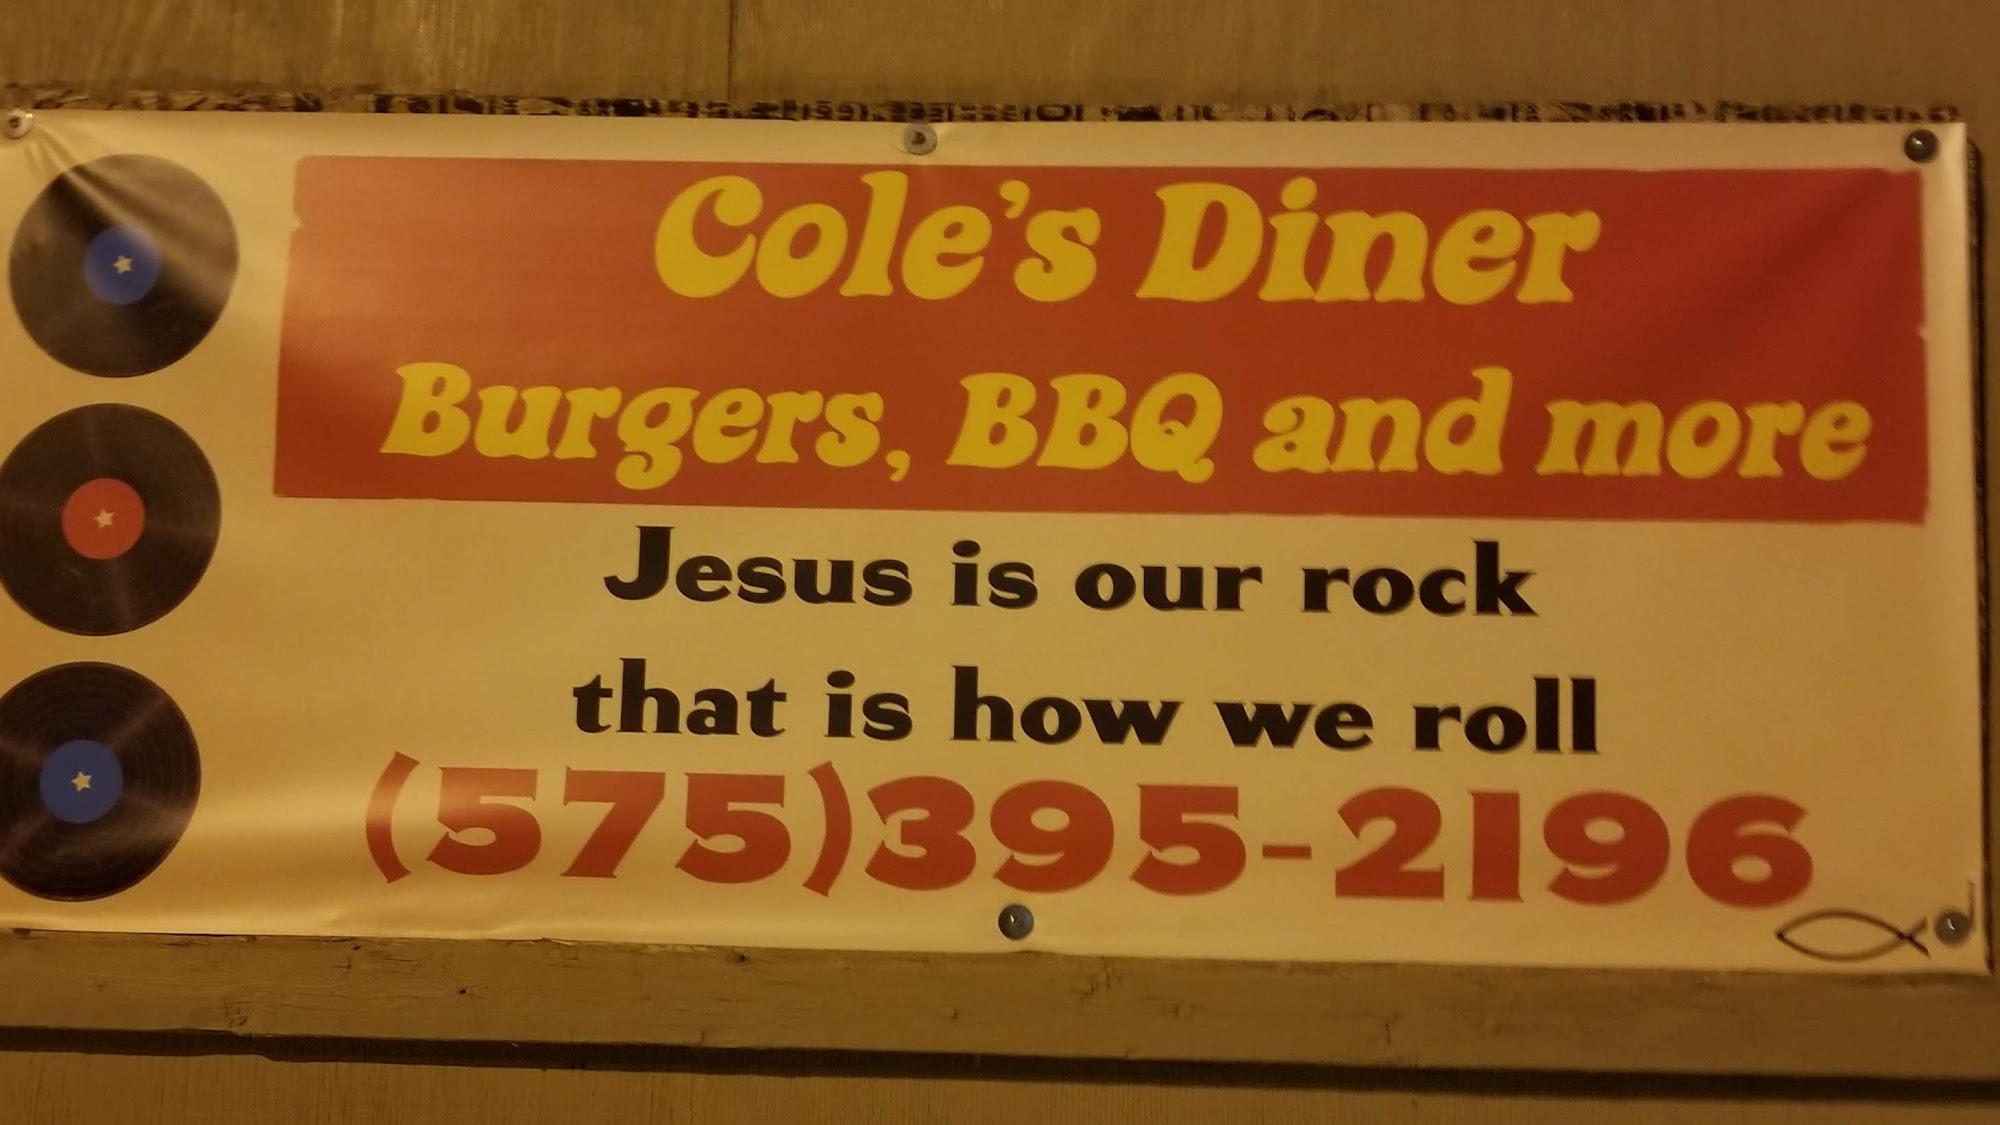 Cole's Diner
Burgers, BBQ and more
Jesus is our rock
that is how we roll
(575)395-2196